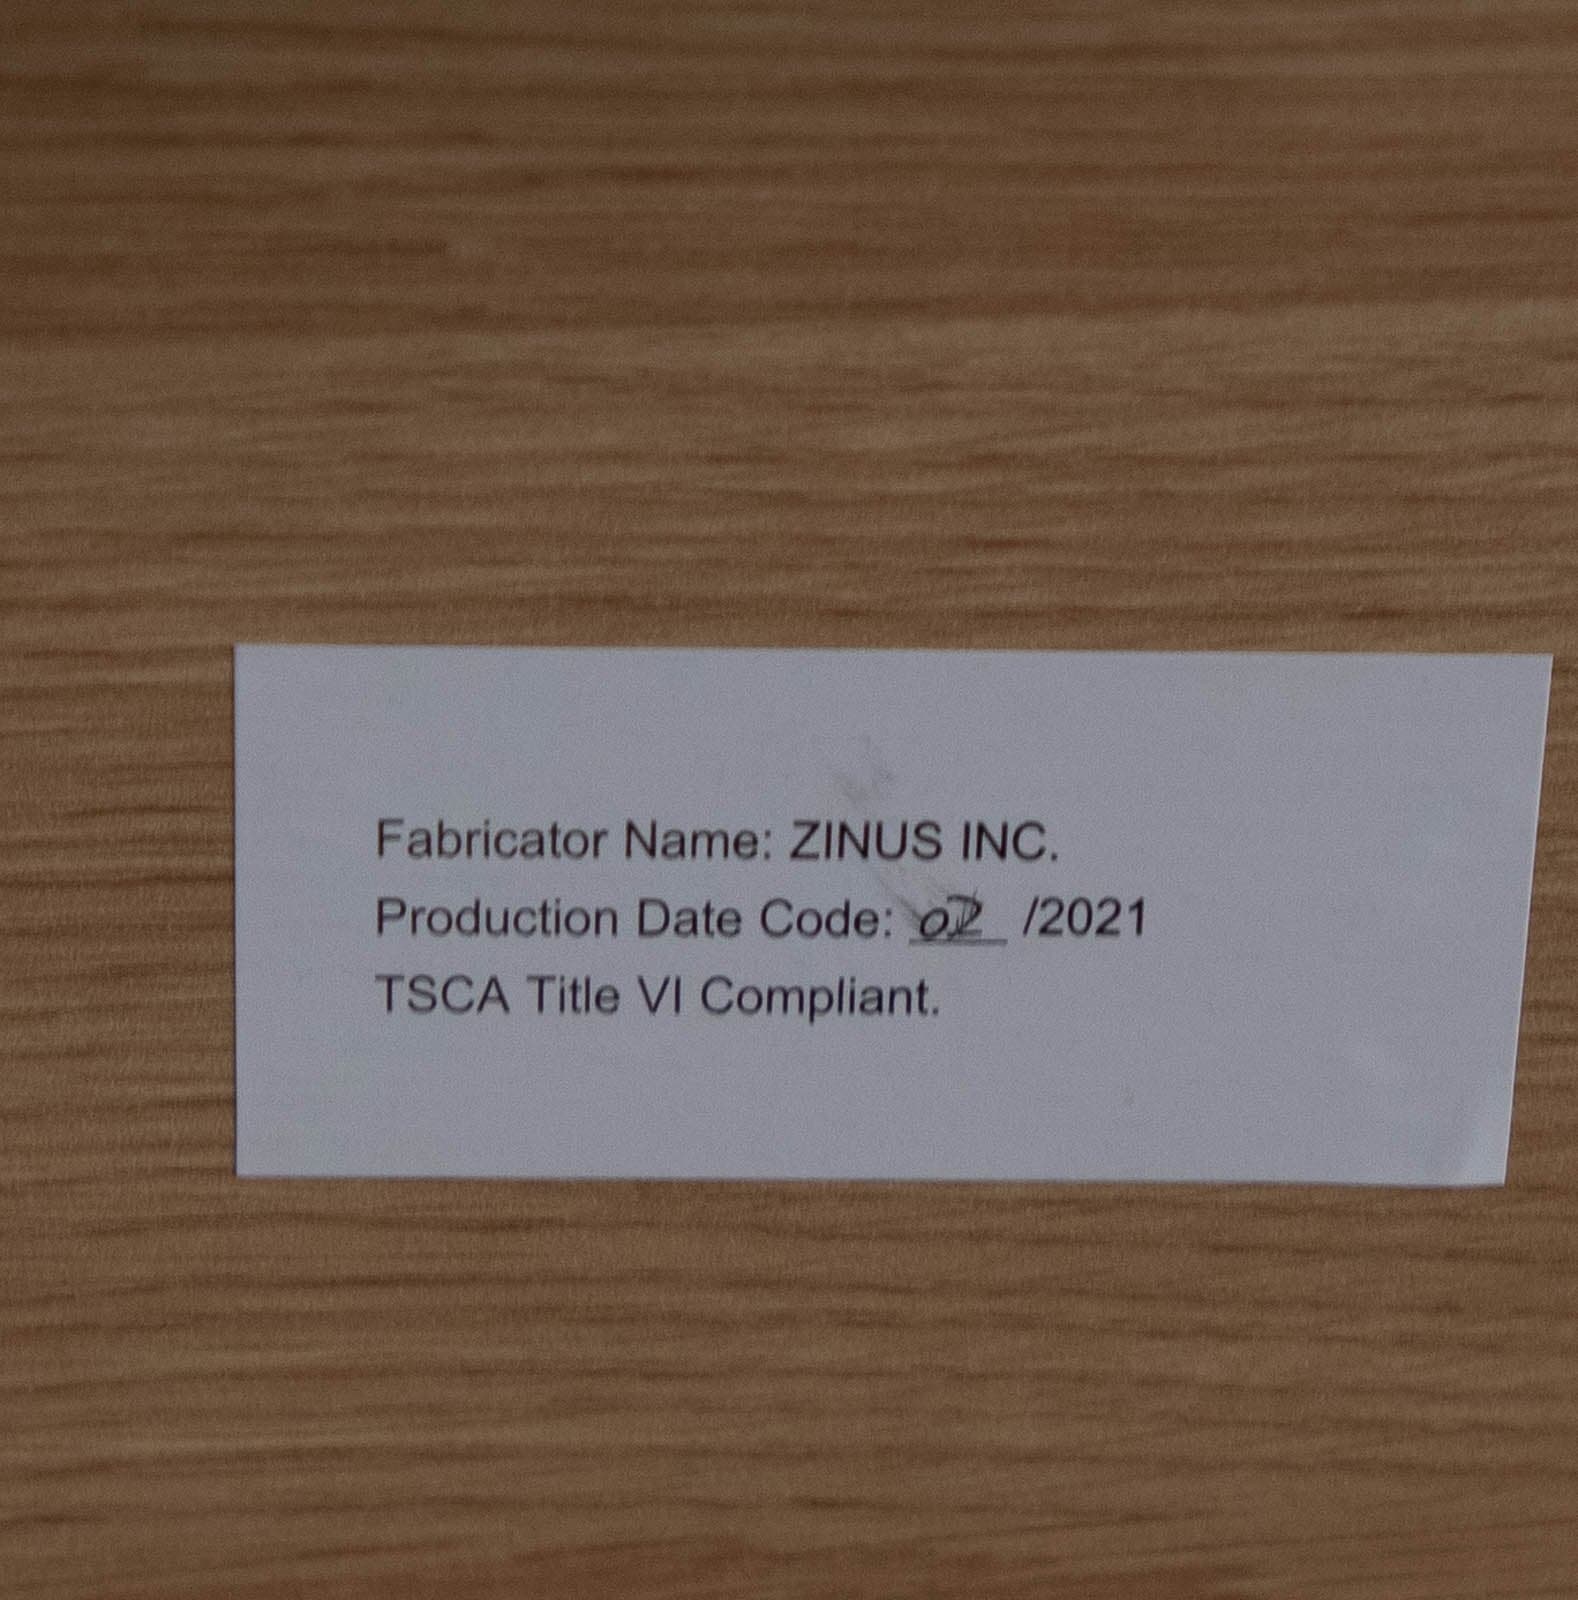 Fabricator Name: ZINUS INC.
Production Date Code: 02 /2021
TSCA Title VI Compliant.